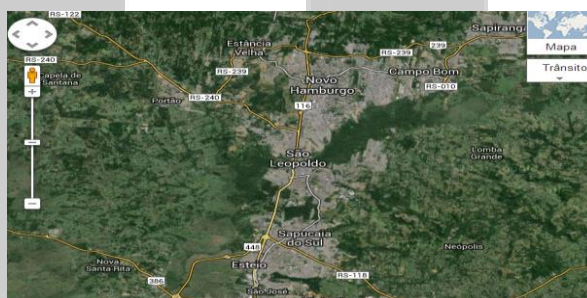 RS-122
Sapiranga
Estância
Velha
RS-239
239
Mapa
RS-240
Capela de
Santana
RS-239
Campo Bom
Trânsito
Novo
Hamburgo
RS-010
Portão
RS-240
116
São
Leopoldo
Lomba
Grande
Sapucaia
do Sul
448
Neópolis
Nova
Santa Rita
Esteio
386
RS-118
São José